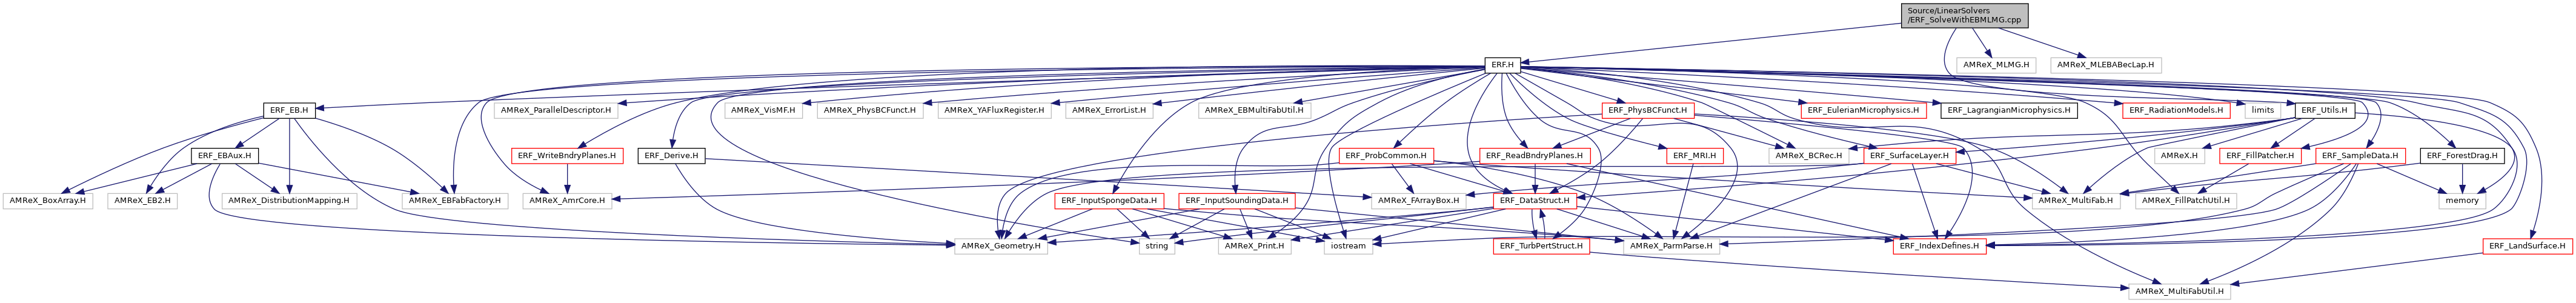 Source/LinearSolvers
/ERF_SolveWithEBMLMG.cpp
ERF.H
AMReX_MLMG.H
AMReX_MLEBABecLap.H
ERF_EB.H
AMReX_ParallelDescriptor.H
AMReX_VisMF.H
AMReX_PhysBCFunct.H
AMReX_YAFluxRegister.H
AMReX_ErrorList.H
AMReX_EBMultiFabUtil.H
ERF_PhysBCFunct.H
ERF_EulerianMicrophysics.H
ERF_LagrangianMicrophysics.H
ERF_RadiationModels.H
limits
ERF_Utils.H
ERF_EBAux.H
ERF_WriteBndryPlanes.H
ERF_Derive.H
ERF_ProbCommon.H
ERF_ReadBndryPlanes.H
ERF_MRI.H
AMReX_BCRec.H
ERF_SurfaceLayer.H
AMReX.H
ERF_FillPatcher.H
ERF_SampleData.H
ERF_ForestDrag.H
AMReX_BoxArray.H
AMReX_EB2.H
AMReX_DistributionMapping.H
AMReX_EBFabFactory.H
AMReX_AmrCore.H
AMReX_FArrayBox.H
ERF_InputSpongeData.H
ERF_InputSoundingData.H
ERF_DataStruct.H
AMReX_MultiFab.H
AMReX_FillPatchUtil.H
memory
AMReX_Geometry.H
string
AMReX_Print.H
iostream
ERF_TurbPertStruct.H
AMReX_ParmParse.H
ERF_IndexDefines.H
ERF_LandSurface.H
AMReX_MultiFabUtil.H